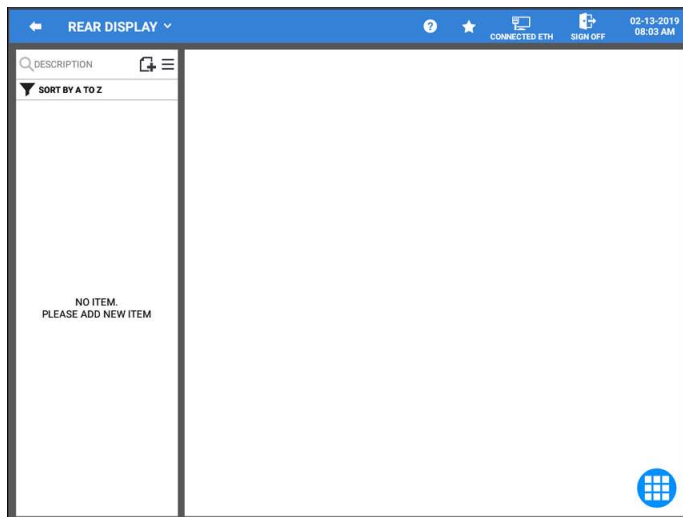 REAR DISPLAY
?
CONNECTED ETH
SIGN OFF
02-13-2019
08:03 AM
DESCRIPTION
SORT BY A TO Z
NO ITEM.
PLEASE ADD NEW ITEM